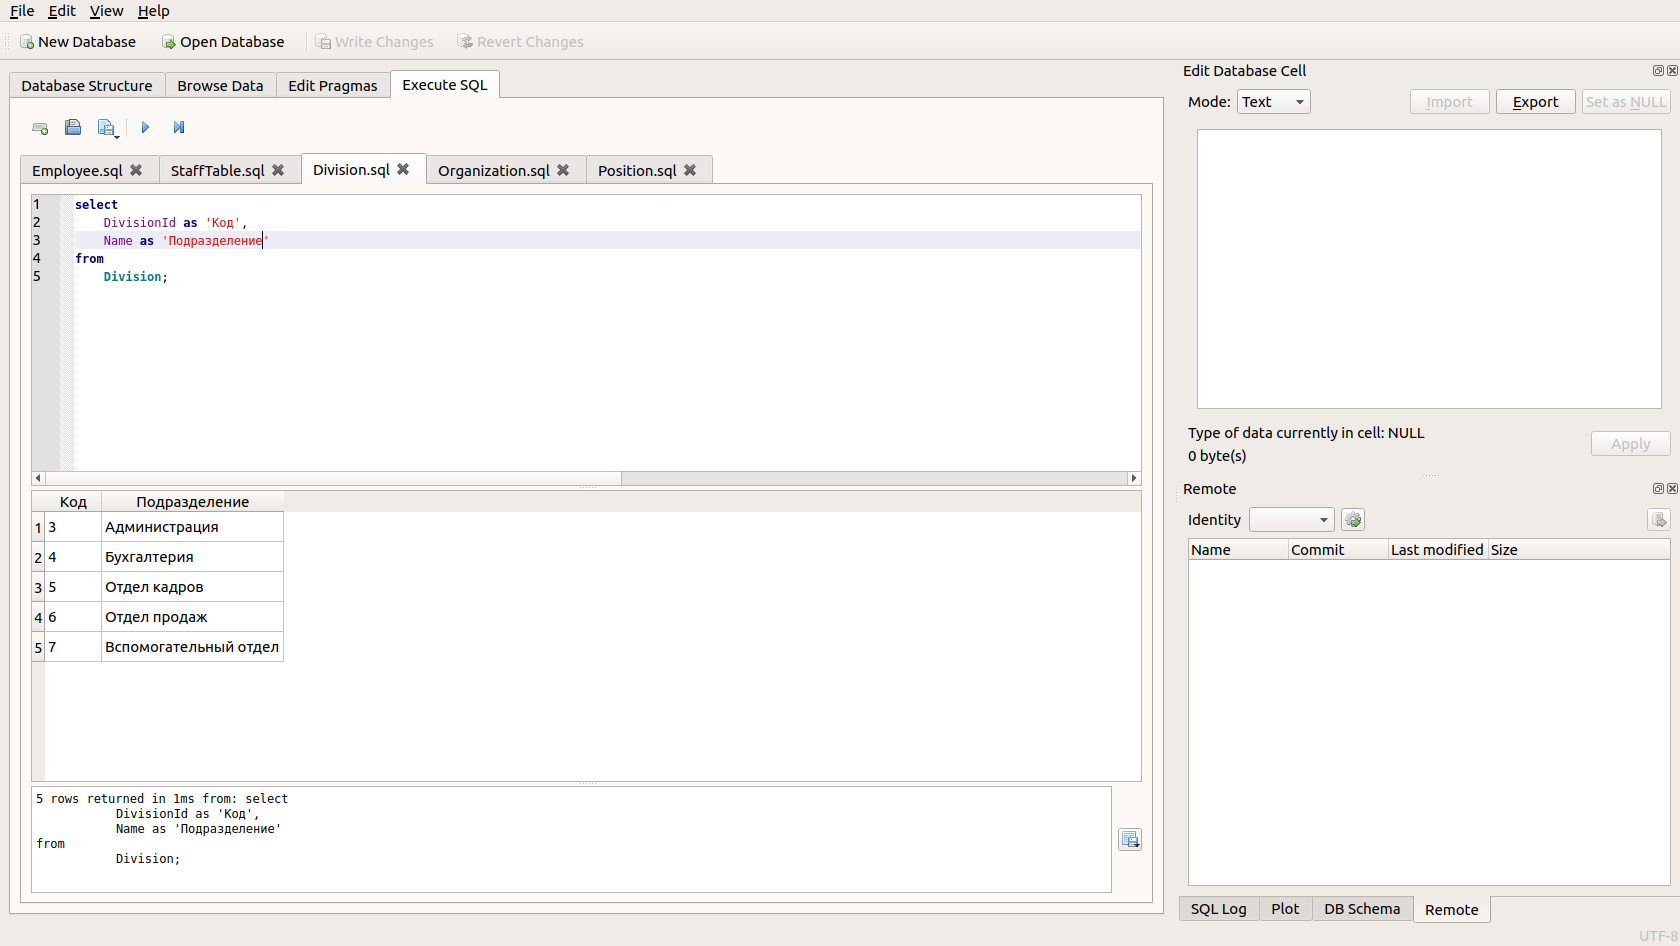 File Edit View Help
New Database Open Database Write Changes Revert Changes
Database Structure Browse Data Edit Pragmas Execute SQL
Employee.sql StaffTable.sql Division.sql Organization.sql Position.sql
1 select
2 DivisionId as 'Код',
3 Name as 'Подразделение'
4 from
5 Division;
Код Подразделение
1 3 Администрация
2 4 Бухгалтерия
3 5 Отдел кадров
4 6 Отдел продаж
5 7 Вспомогательный отдел
5 rows returned in 1ms from: select
DivisionId as 'Код',
Name as 'Подразделение'
from
Division;
Edit Database Cell
Mode: Text Import Export Set as NULL
Type of data currently in cell: NULL
0 byte(s)
Apply
Remote
Identity
Name Commit Last modified Size
SQL Log Plot DB Schema Remote
UTF-8